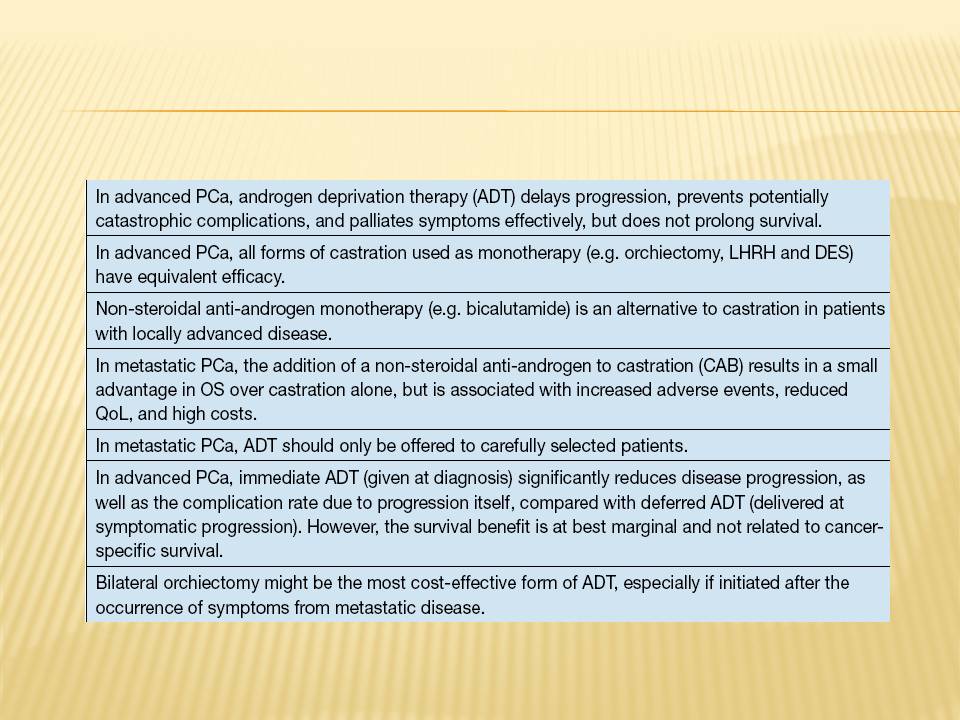 In advanced PCa, androgen deprivation therapy (ADT) delays progression, prevents potentially
catastrophic complications, and palliates symptoms effectively, but does not prolong survival.
In advanced PCa, all forms of castration used as monotherapy (e.g. orchiectomy, LHRH and DES)
have equivalent efficacy.
Non-steroidal anti-androgen monotherapy (e.g. bicalutamide) is an alternative to castration in patients
with locally advanced disease.
In metastatic PCa, the addition of a non-steroidal anti-androgen to castration (CAB) results in a small
advantage in OS over castration alone, but is associated with increased adverse events, reduced
QoL, and high costs.
In metastatic PCa, ADT should only be offered to carefully selected patients.
In advanced PCa, immediate ADT (given at diagnosis) significantly reduces disease progression, as
well as the complication rate due to progression itself, compared with deferred ADT (delivered at
symptomatic progression). However, the survival benefit is at best marginal and not related to cancer-
specific survival.
Bilateral orchiectomy might be the most cost-effective form of ADT, especially if initiated after the
occurrence of symptoms from metastatic disease.